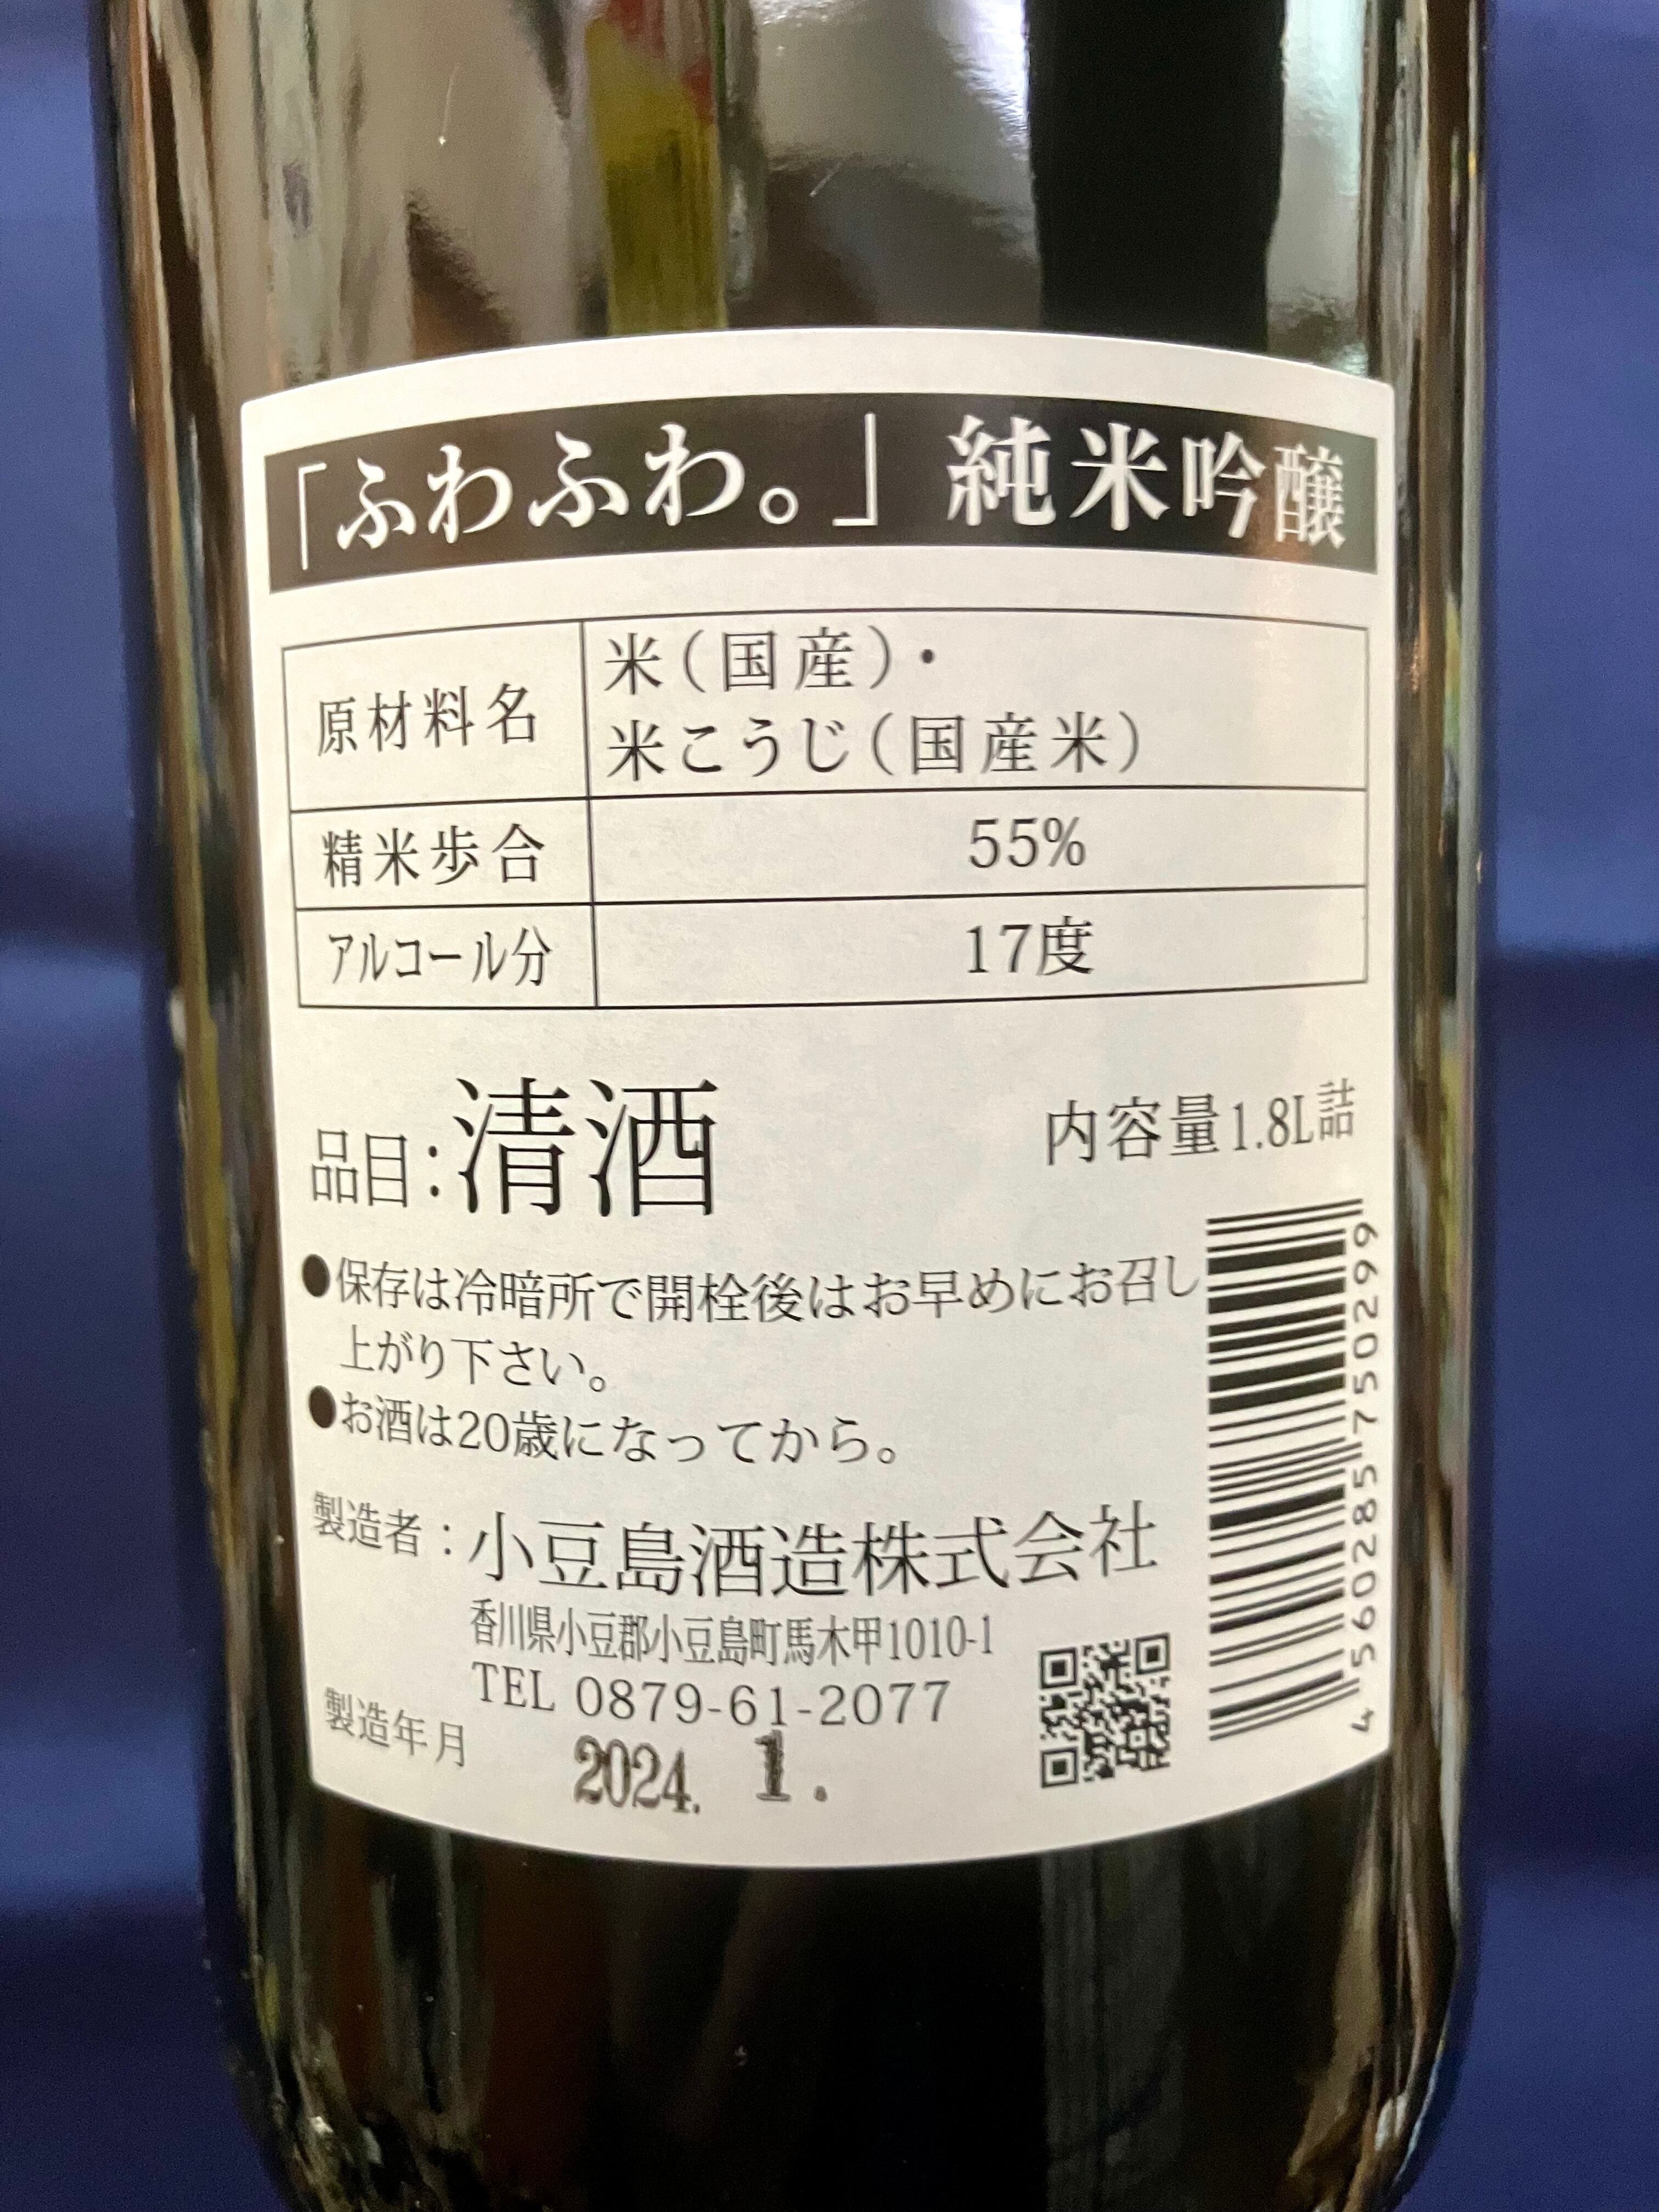 「ふわふわ。」 純米吟醸
原材料名 米(国産)・
米こうじ(国産米)
精米歩合 55%
アルコール分 17度
品目:清酒 内容量1.8L詰
●保存は冷暗所で開栓後はお早めにお召し
上がり下さい。
●お酒は20歳になってから。
製造者:小豆島酒造株式会社
香川県小豆郡小豆島町馬木甲1010-1
TEL 0879-61-2077
製造年月 2024. 1.
4560285750299